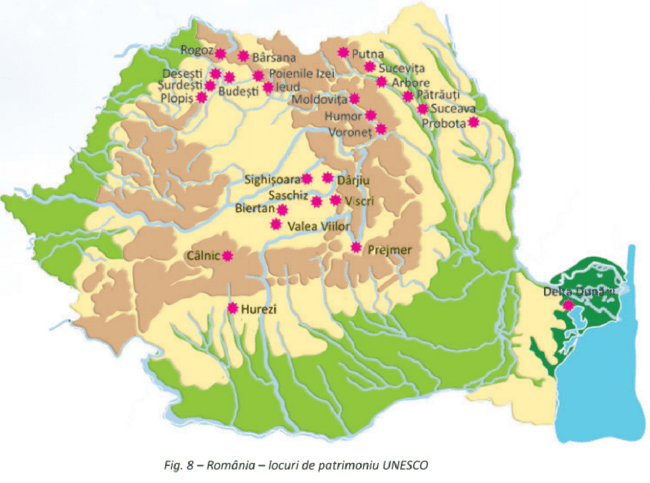 Rogoz
Bârsana
Putna
Desești
Poienile Izei
Sucevița
Șurdești
Budești
Ieud
Arbore
Plopiș
Moldovița
Pătrăuți
Suceava
Humor
Probota
Voroneț
Sighișoara
Dârjiu
Saschiz
Viscri
Biertan
Valea Viilor
Câlnic
Prejmer
Delta Dunării
Hurezi
Fig. 8 – România – locuri de patrimoniu UNESCO